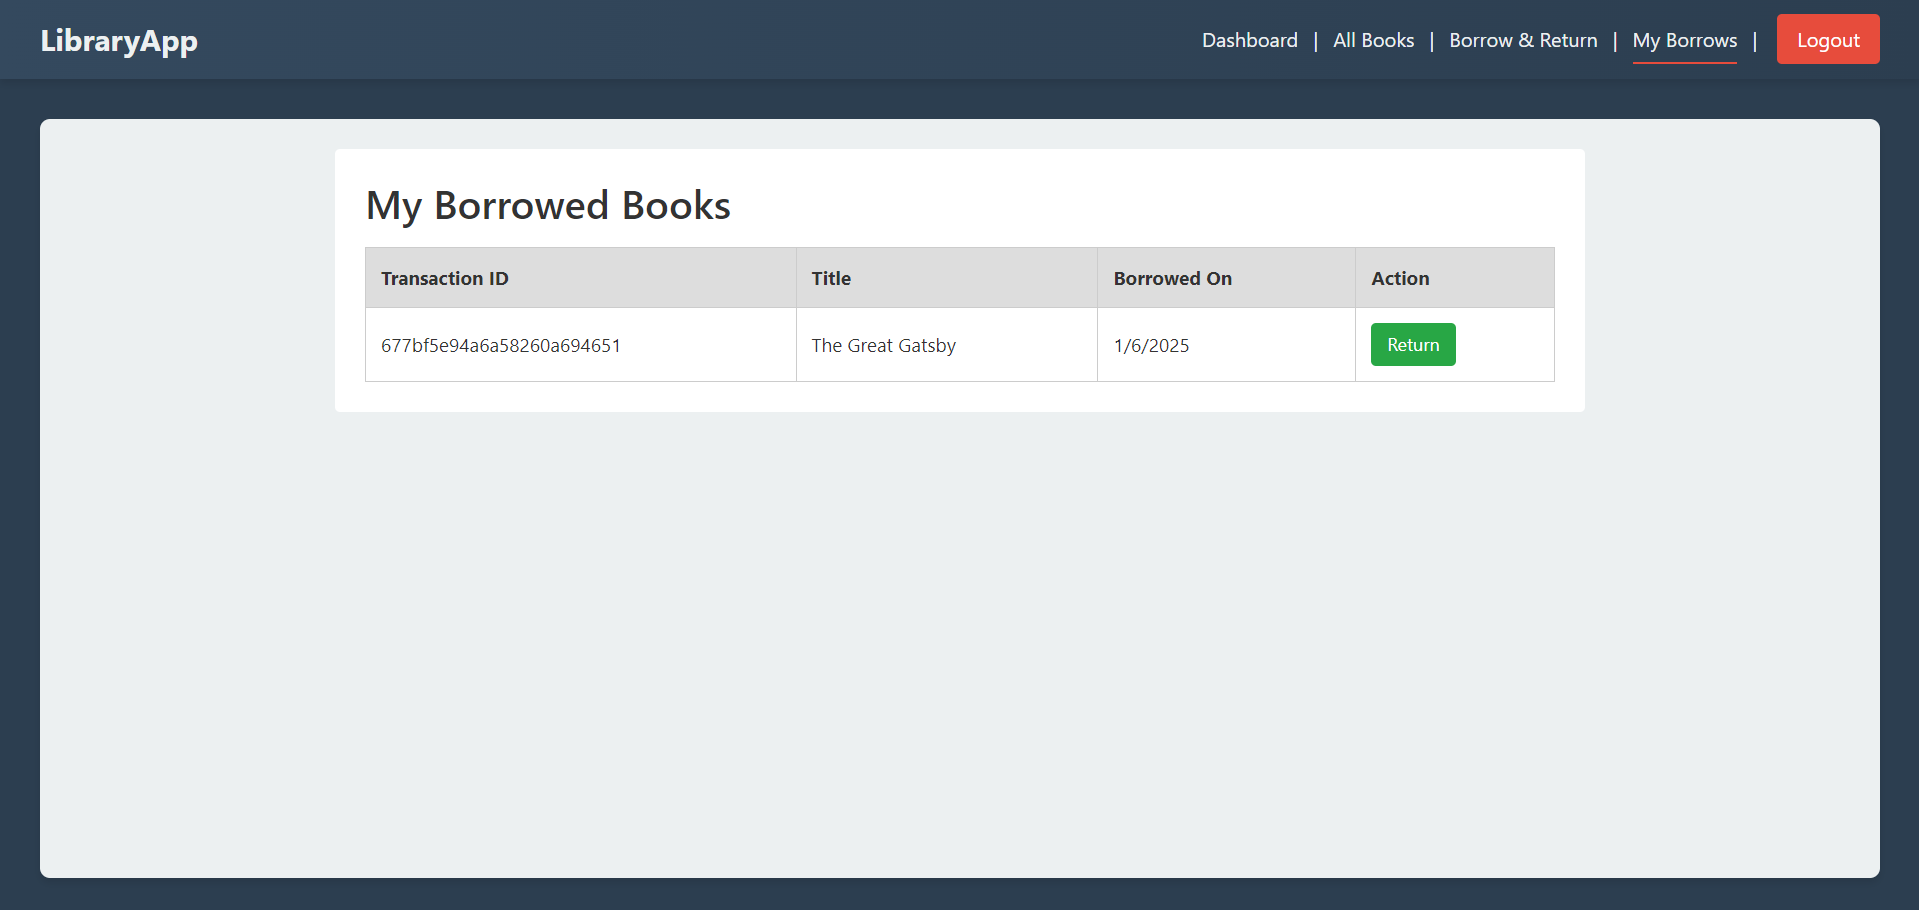 LibraryApp
Dashboard | All Books | Borrow & Return | My Borrows | Logout
My Borrowed Books
Transaction ID Title Borrowed On Action
677bf5e94a6a58260a694651 The Great Gatsby 1/6/2025 Return